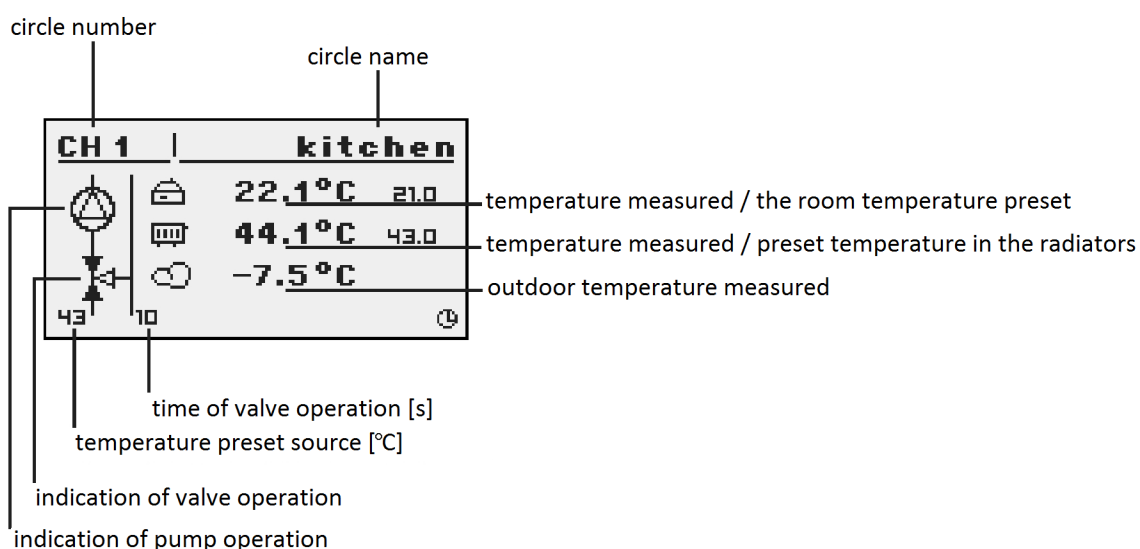 circle number
circle name
CH 1 kitchen
22.1°C 21.0
temperature measured / the room temperature preset
44.1°C 43.0
temperature measured / preset temperature in the radiators
-7.5°C
outdoor temperature measured
43 10
time of valve operation [s]
temperature preset source [°C]
indication of valve operation
indication of pump operation